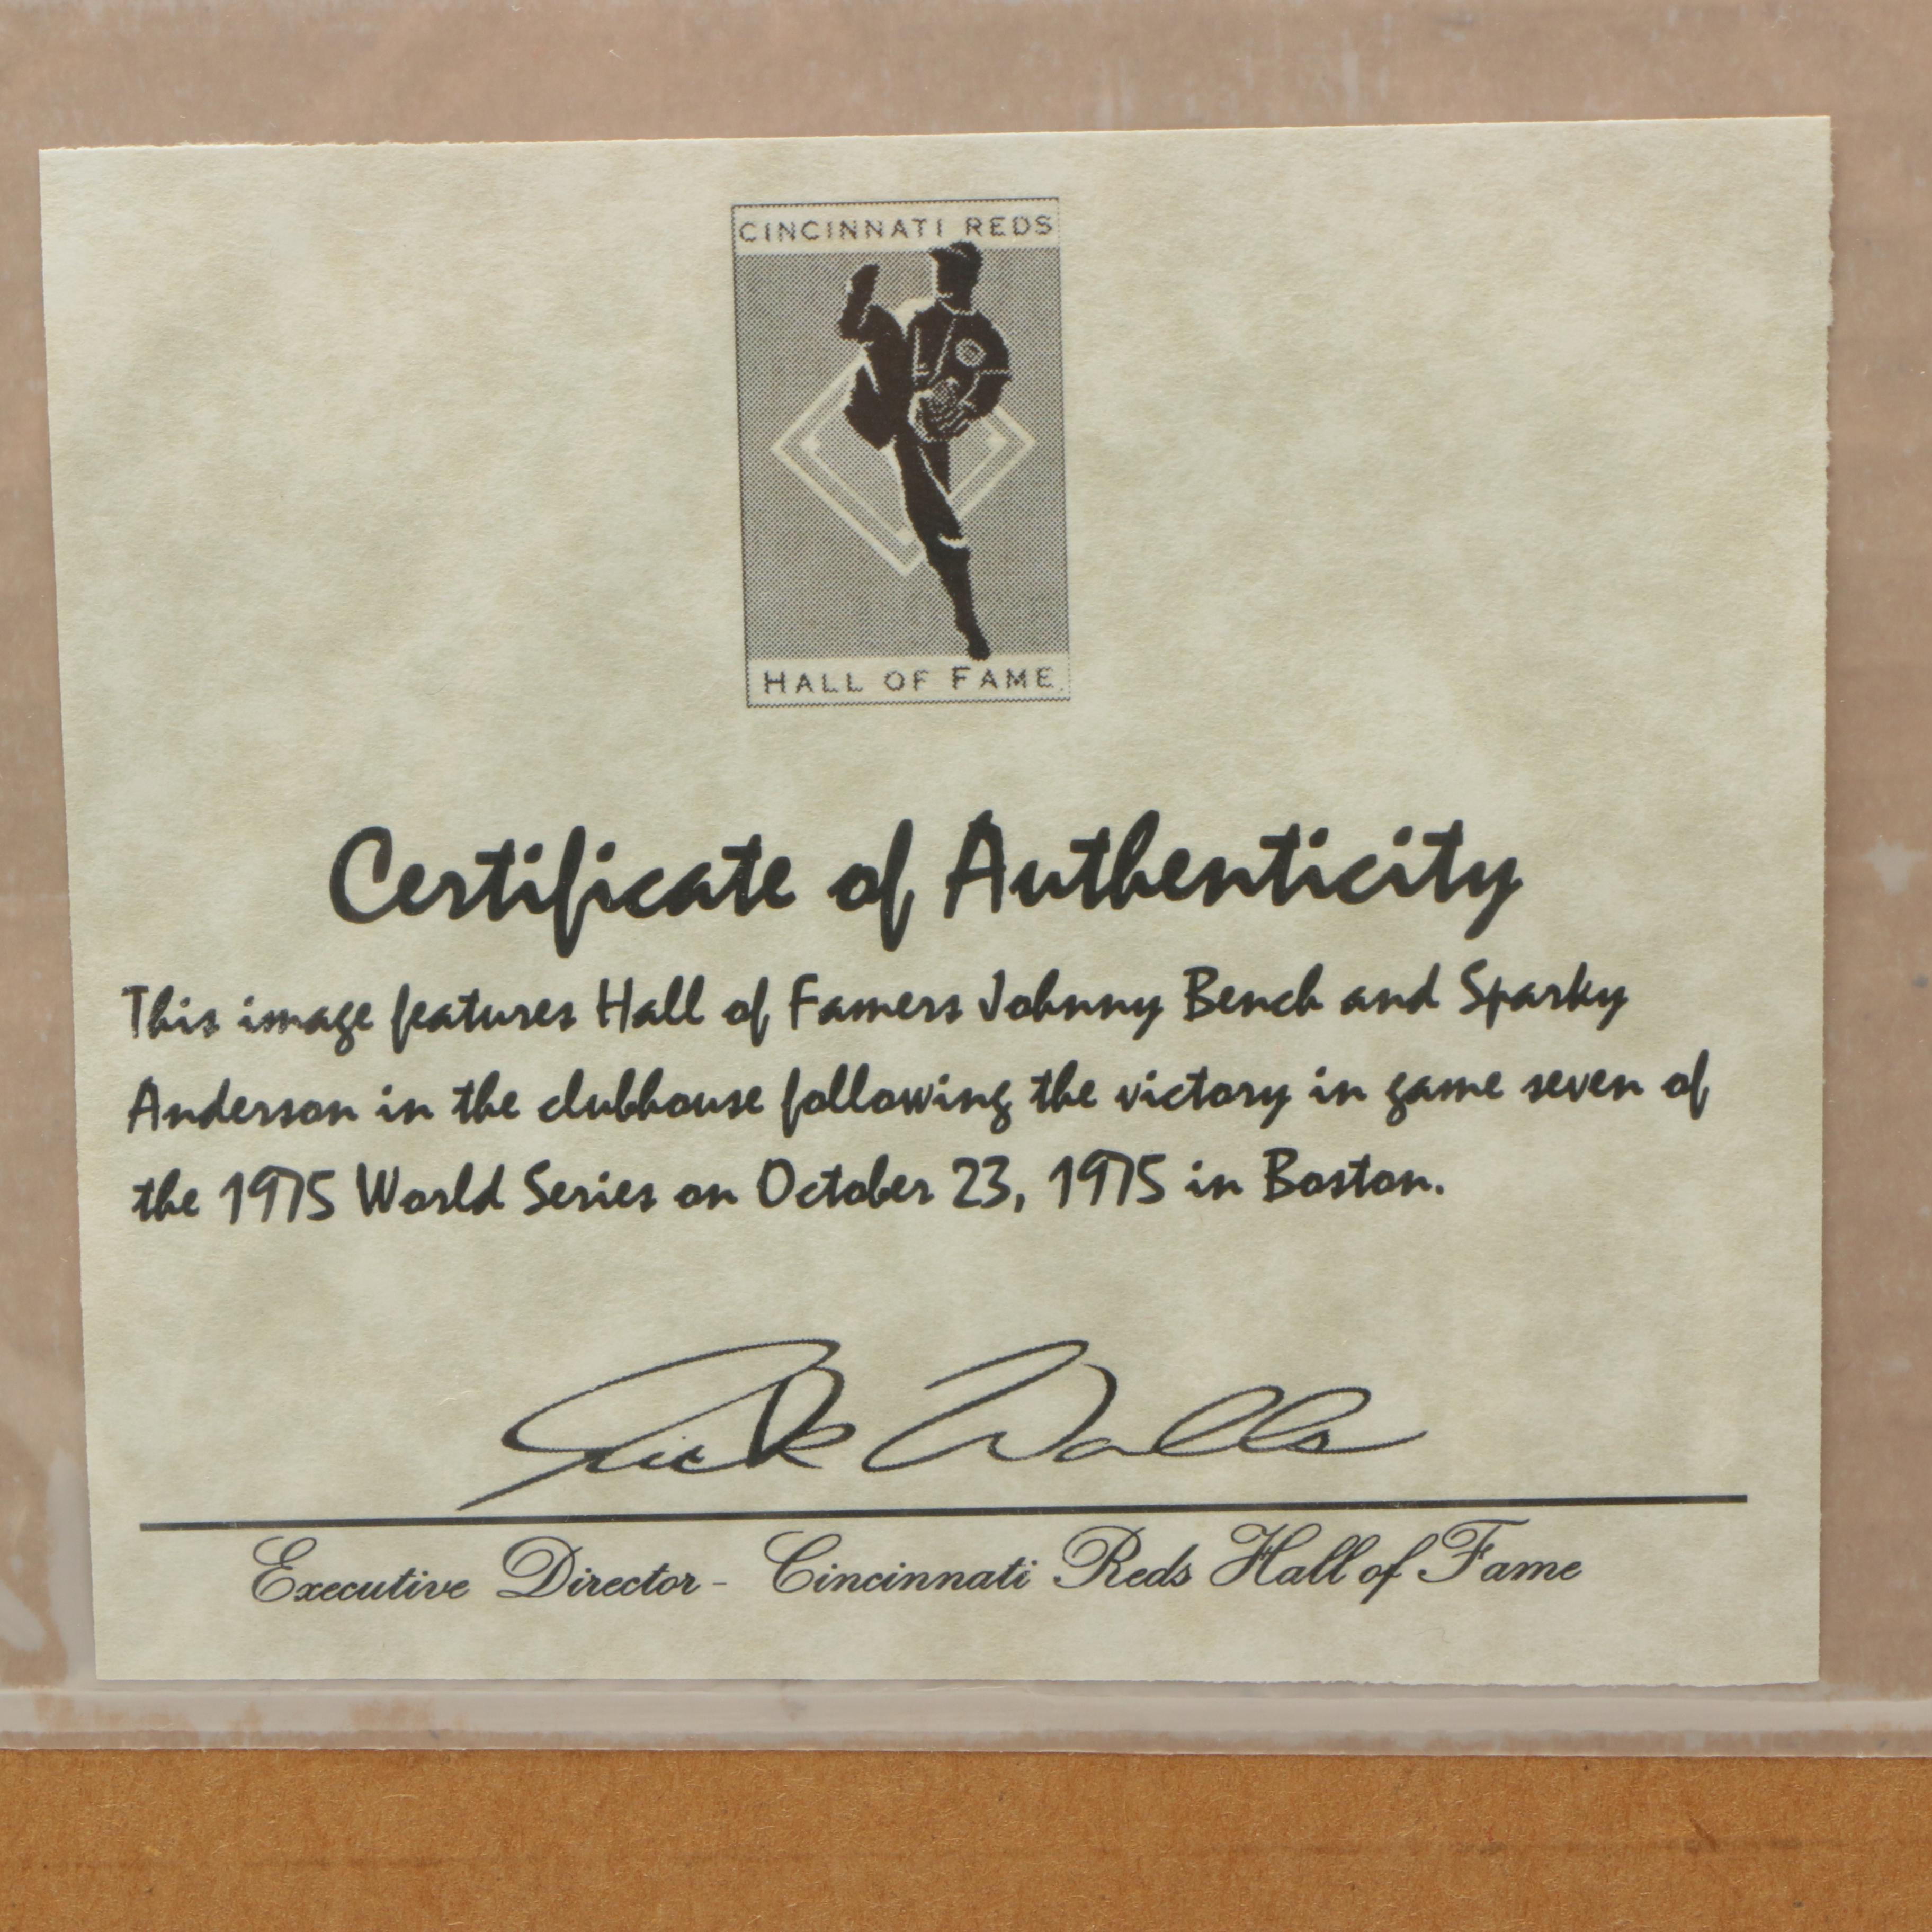 CINCINNATI REDS
HALL OF FAME
Certificate of Authenticity
This image features Hall of Famers Johnny Bench and Sparky
Anderson in the clubhouse following the victory in game seven of
the 1975 World Series on October 23, 1975 in Boston.
Rick Walls
Executive Director - Cincinnati Reds Hall of Fame